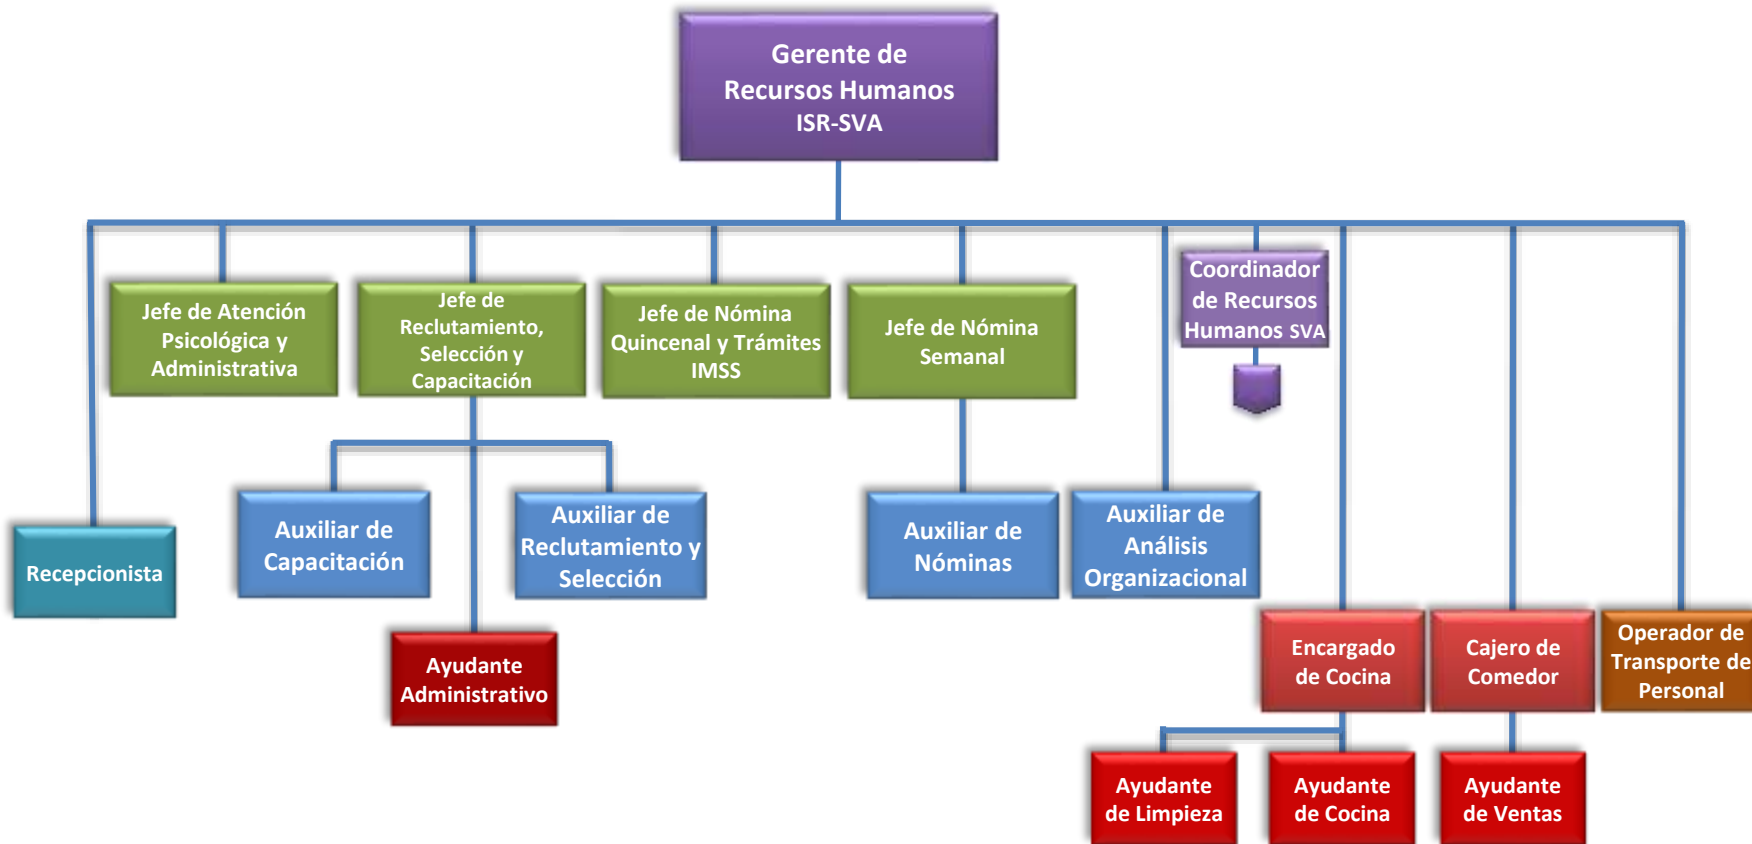 Gerente de
Recursos Humanos
ISR-SVA
Jefe de Atención
Psicológica y
Administrativa
Jefe de
Reclutamiento,
Selección y
Capacitación
Jefe de Nómina
Quincenal y Trámites
IMSS
Jefe de Nómina
Semanal
Coordinador
de Recursos
Humanos SVA
Recepcionista
Auxiliar de
Capacitación
Auxiliar de
Reclutamiento y
Selección
Auxiliar de
Nóminas
Auxiliar de
Análisis
Organizacional
Ayudante
Administrativo
Encargado
de Cocina
Cajero de
Comedor
Operador de
Transporte de
Personal
Ayudante
de Limpieza
Ayudante
de Cocina
Ayudante
de Ventas